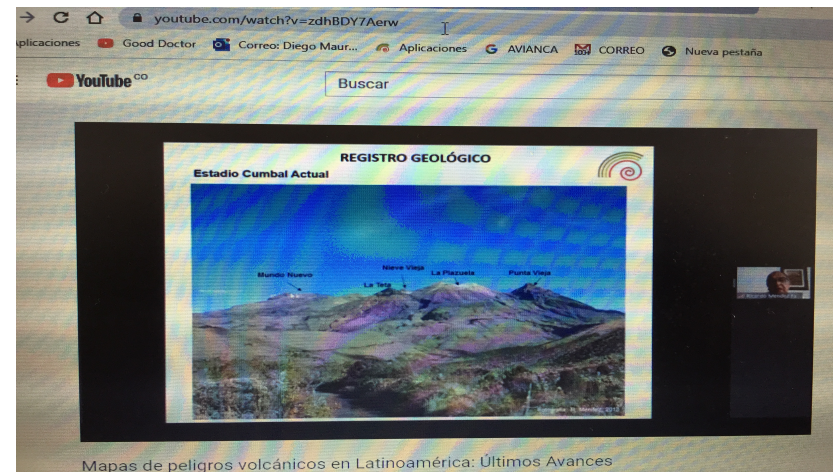 youtube.com/watch?v=zdhBDY7Aerw
plicaciones Good Doctor Correo: Diego Maur... Aplicaciones G AVIANCA CORREO Nueva pestaña
YouTube CO Buscar
REGISTRO GEOLÓGICO
Estadio Cumbal Actual
Mundo Nuevo
La Teta
Nieve Vieja
La Plazuela
Punta Vieja
Mapas de peligros volcánicos en Latinoamérica: Últimos Avances